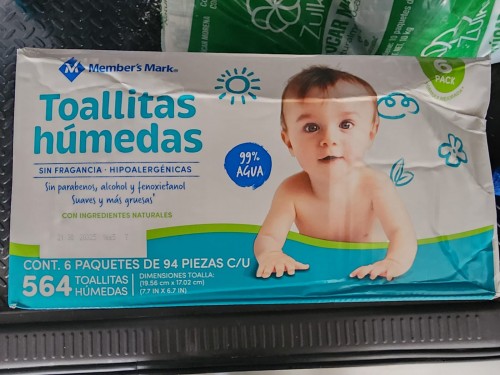 Member's Mark
6
PACK
Toallitas
húmedas
SIN FRAGANCIA · HIPOALERGÉNICAS
Sin parabenos, alcohol y fenoxietanol
Suaves y más gruesas*
CON INGREDIENTES NATURALES
99%
AGUA
CONT. 6 PAQUETES DE 94 PIEZAS C/U
564 TOALLITAS
HÚMEDAS
DIMENSIONES TOALLA:
(19.56 cm x 17.02 cm)
(7.7 IN X 6.7 IN)